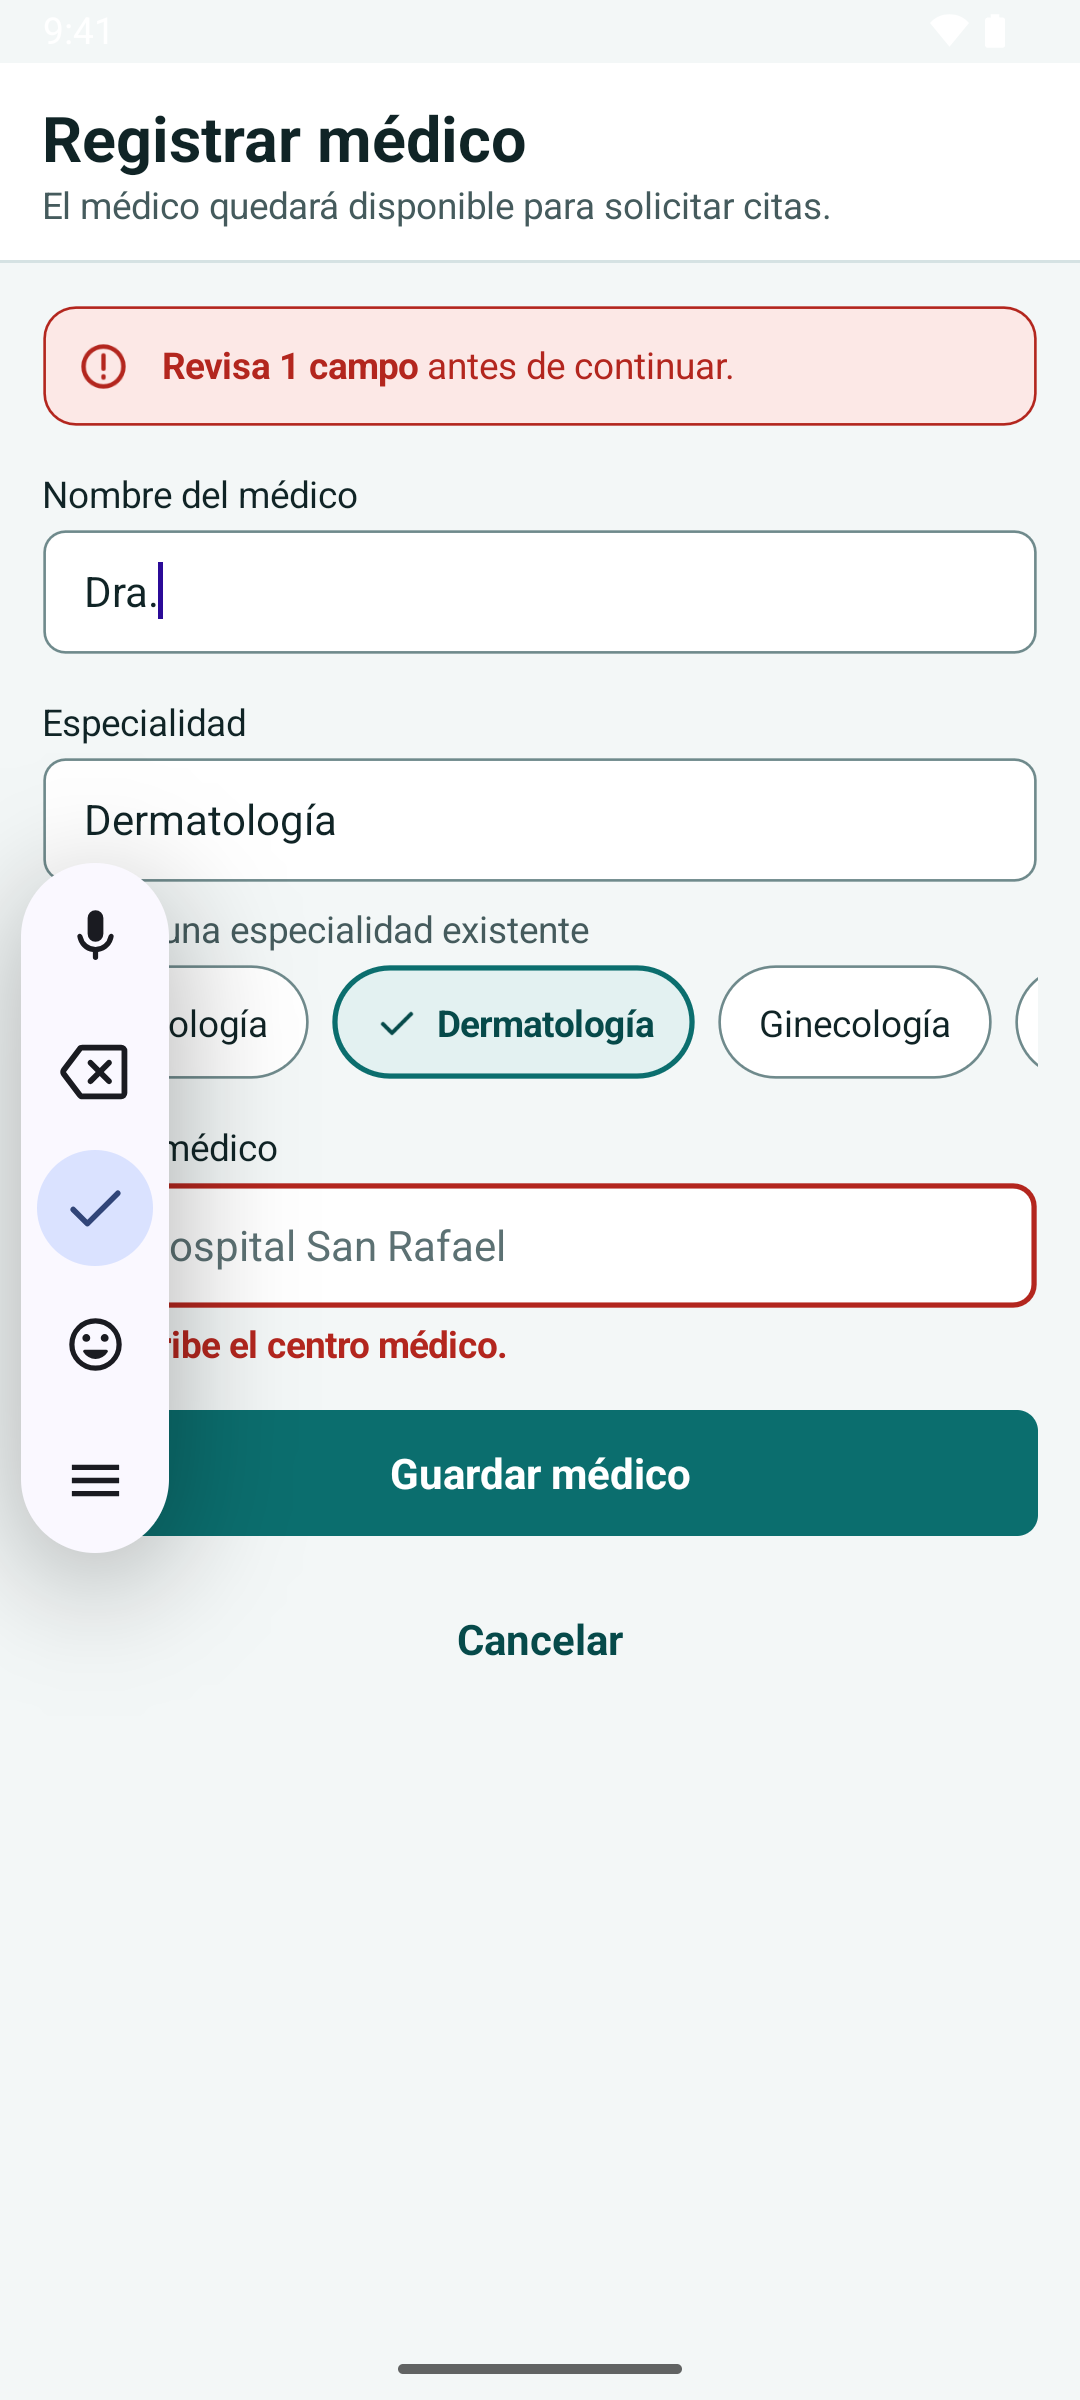 9:41
Registrar médico
El médico quedará disponible para solicitar citas.
Revisa 1 campo antes de continuar.
Nombre del médico
Dra.
Especialidad
Dermatología
una especialidad existente
ología
Dermatología
Ginecología
médico
ospital San Rafael
ribe el centro médico.
Guardar médico
Cancelar